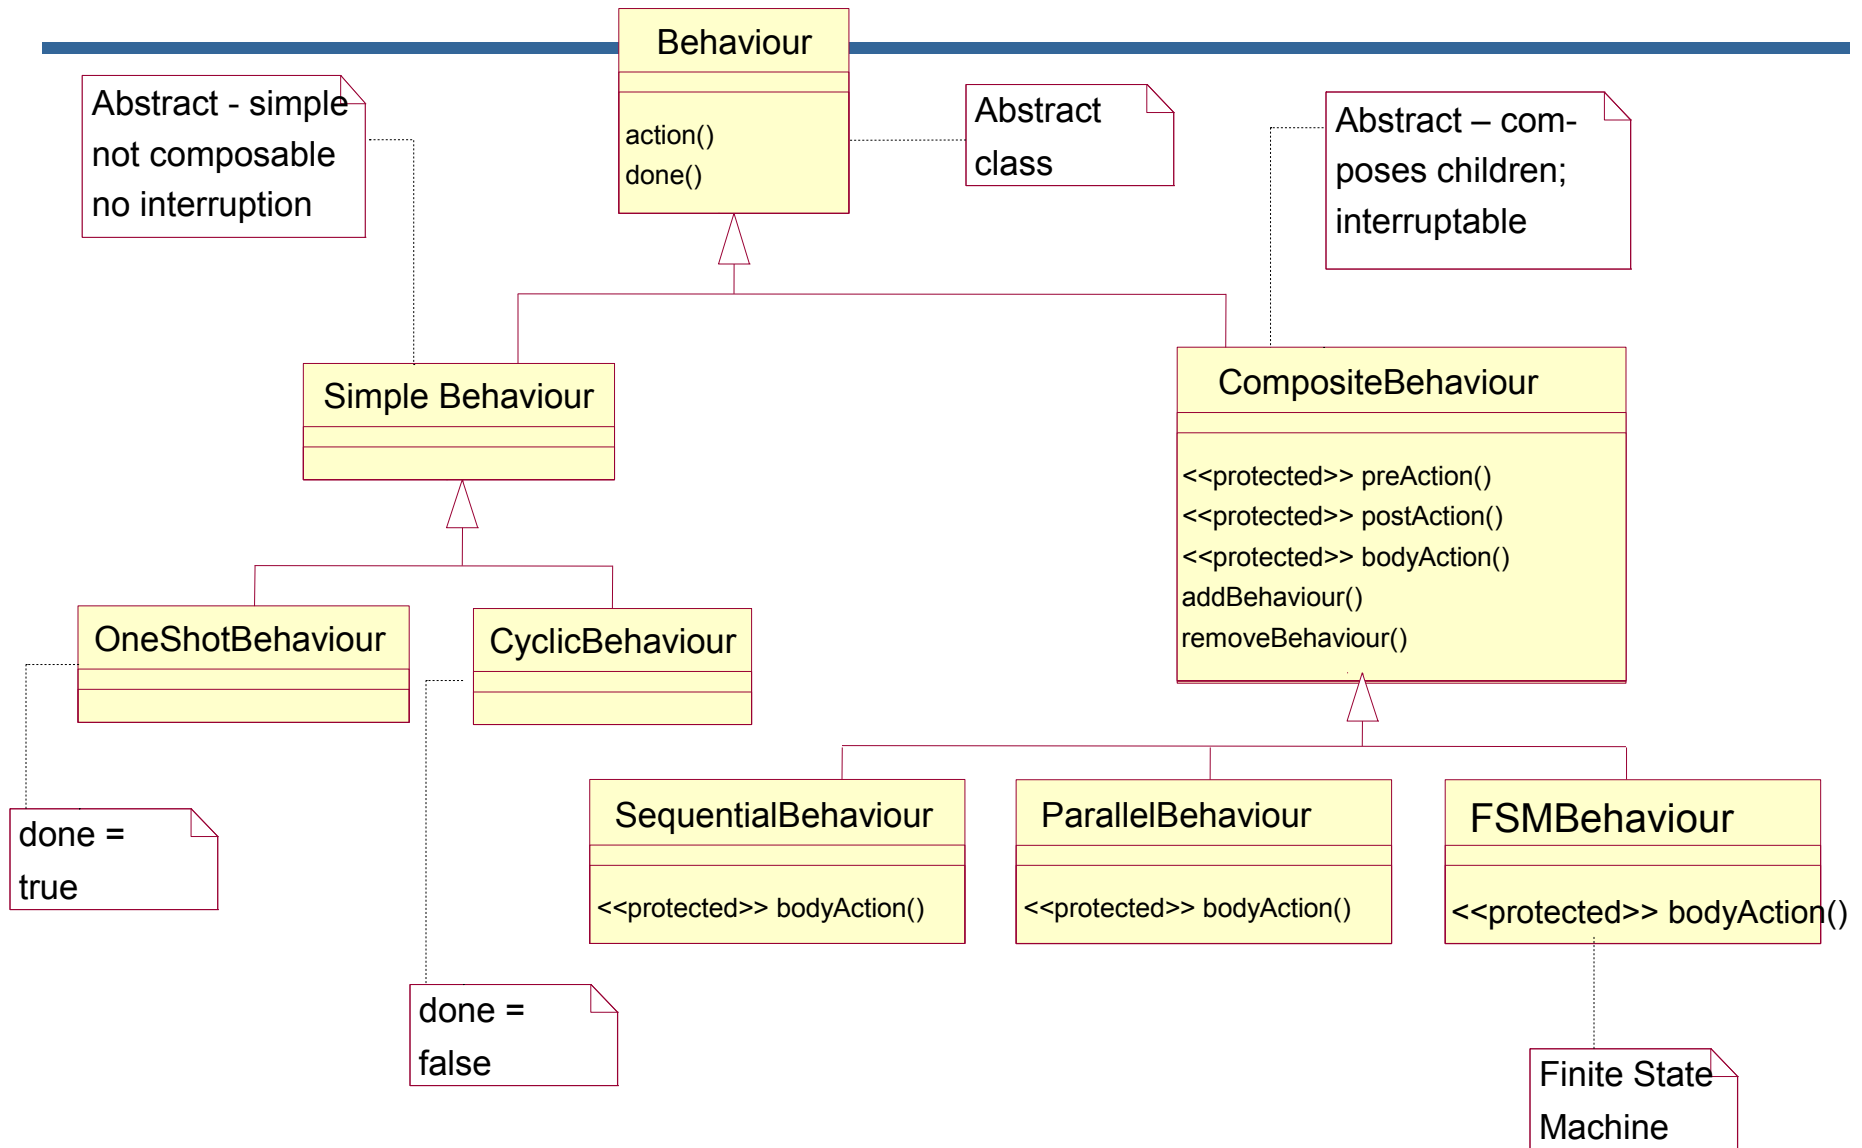 Behaviour
action()
done()
Abstract - simple
not composable
no interruption
Abstract
class
Abstract – com-
poses children;
interruptable
Simple Behaviour
CompositeBehaviour
<<protected>> preAction()
<<protected>> postAction()
<<protected>> bodyAction()
addBehaviour()
removeBehaviour()
OneShotBehaviour
CyclicBehaviour
done =
true
done =
false
SequentialBehaviour
<<protected>> bodyAction()
ParallelBehaviour
<<protected>> bodyAction()
FSMBehaviour
<<protected>> bodyAction()
Finite State
Machine